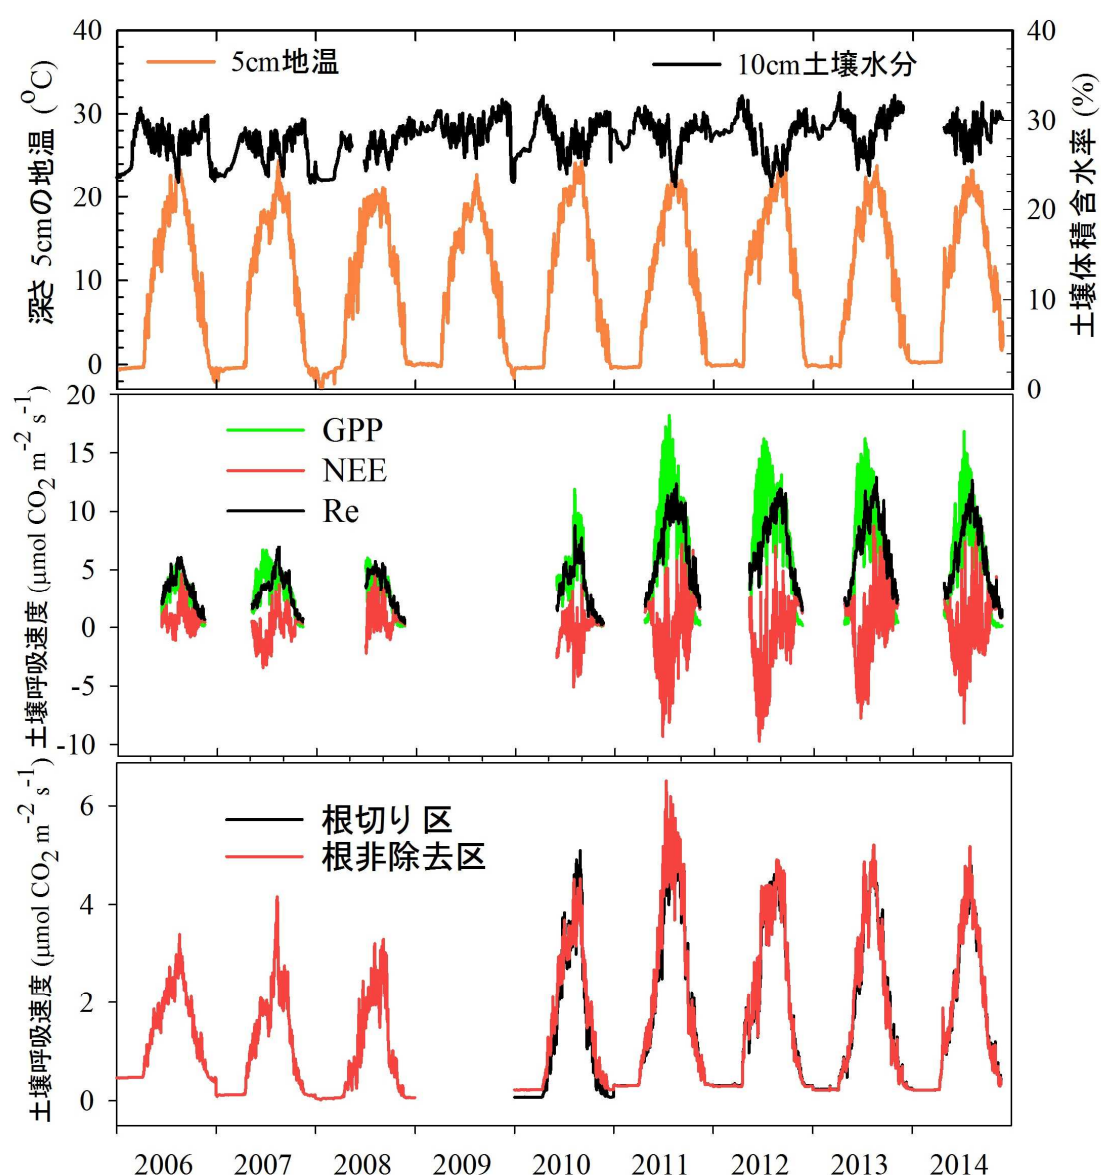 40
30
20
10
0
深さ 5cmの地温 (°C)
5cm地温
10cm土壌水分
40
30
20
10
0
土壌体積含水率 (%)
20
15
10
5
0
-5
-10
土壌呼吸速度 (μmol CO2 m-2 s-1)
GPP
NEE
Re
6
4
2
0
土壌呼吸速度 (μmol CO2 m-2 s-1)
根切り 区
根非除去区
2006 2007 2008 2009 2010 2011 2012 2013 2014